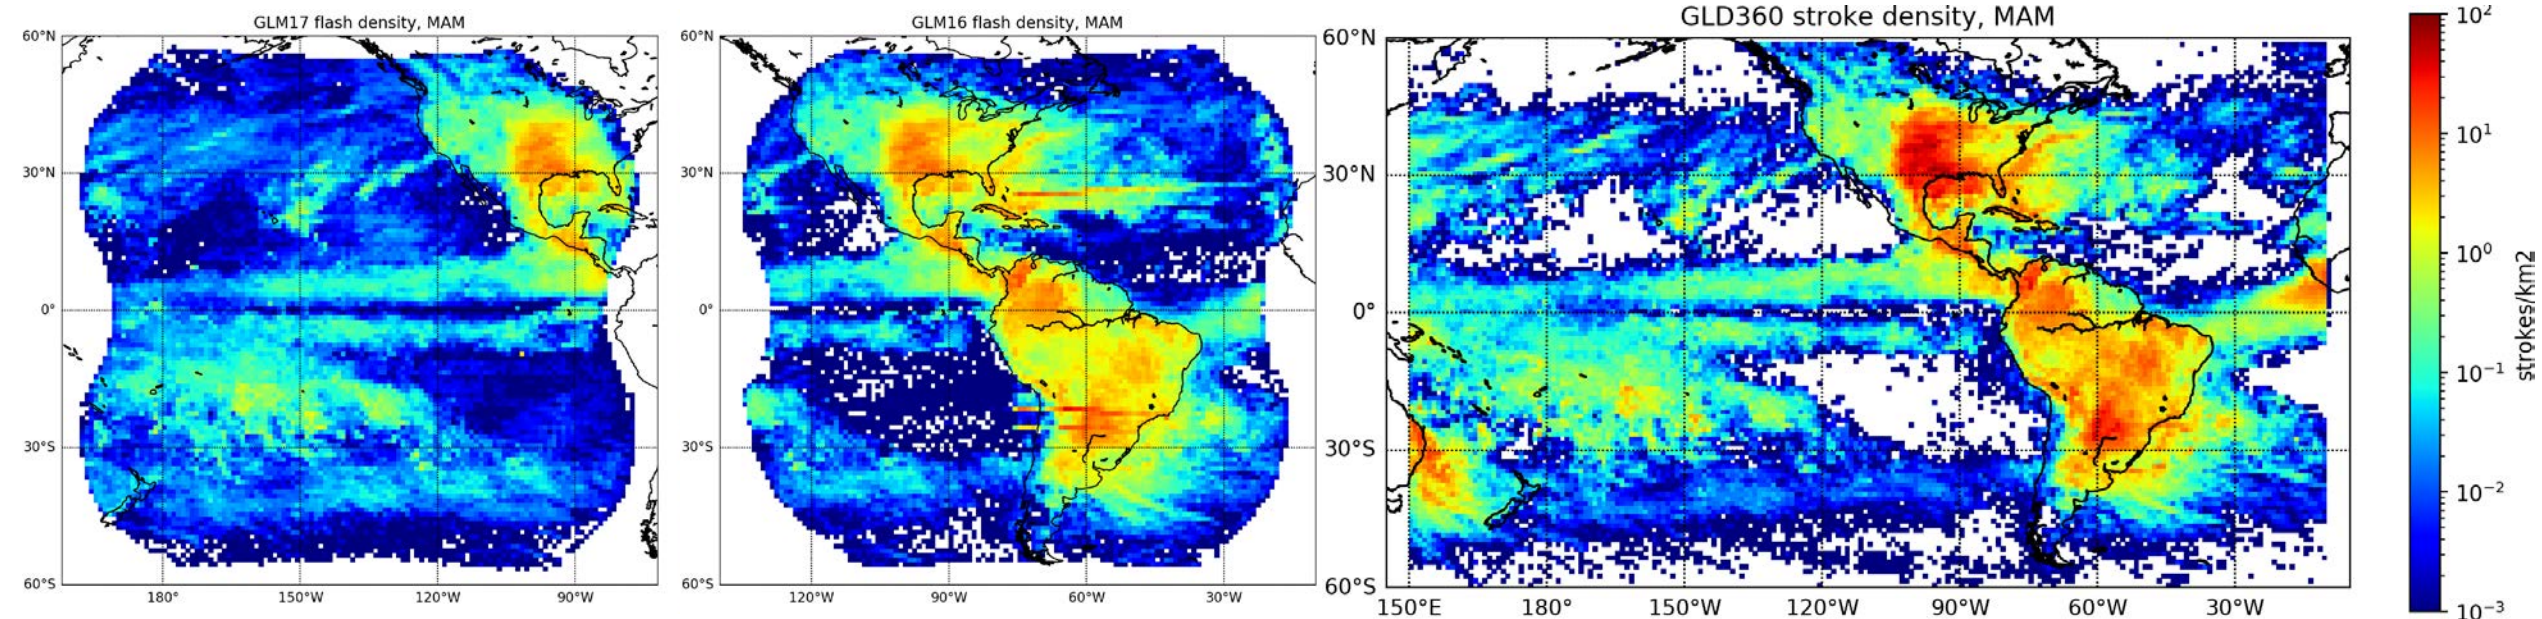 GLM17 flash density, MAM
60°N
30°N
0°
30°S
60°S
180° 150°W 120°W 90°W
GLM16 flash density, MAM
60°N
30°N
0°
30°S
60°S
120°W 90°W 60°W 30°W
GLD360 stroke density, MAM
60°N
30°N
0°
30°S
60°S
150°E 180° 150°W 120°W 90°W 60°W 30°W
10²
10¹
10⁰
10⁻¹
10⁻²
10⁻³
strokes/km2